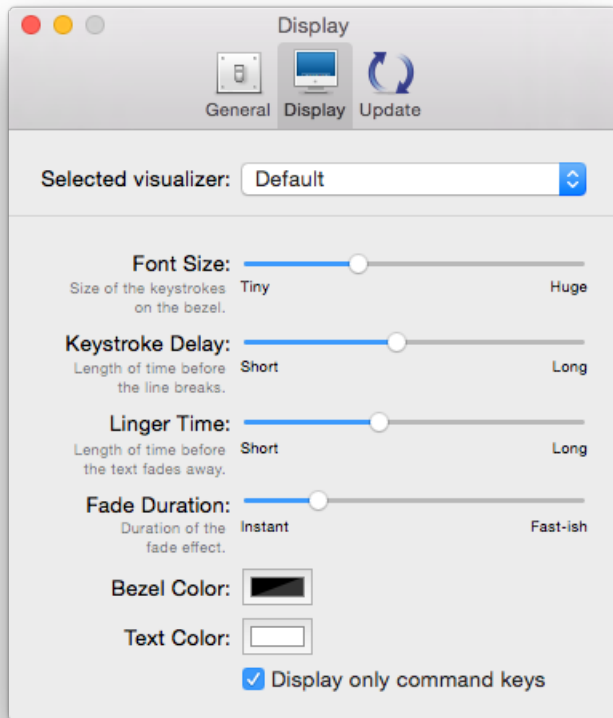 Display
General Display Update
Selected visualizer: Default
Font Size:
Size of the keystrokes
on the bezel.
Tiny Huge
Keystroke Delay:
Length of time before
the line breaks.
Short Long
Linger Time:
Length of time before
the text fades away.
Short Long
Fade Duration:
Duration of the
fade effect.
Instant Fast-ish
Bezel Color:
Text Color:
Display only command keys